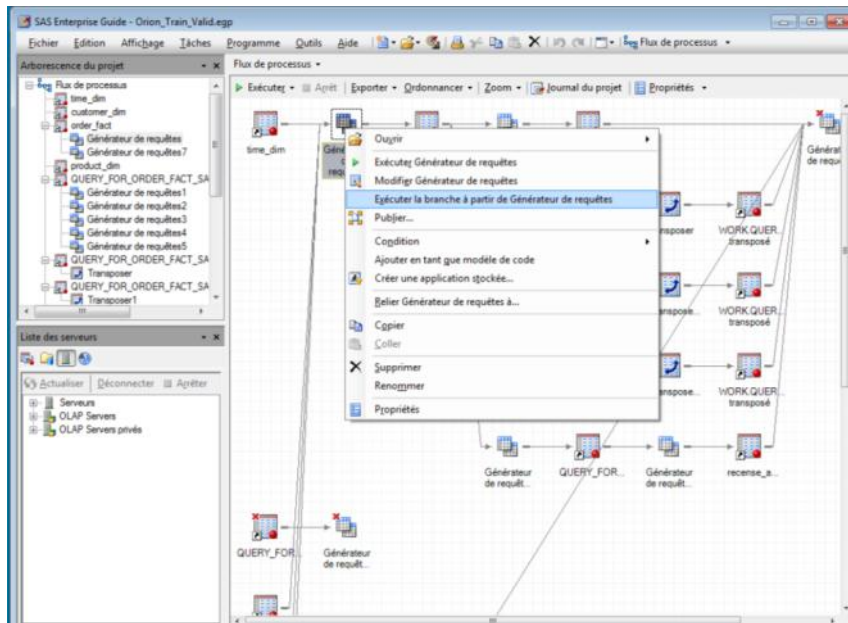 SAS Enterprise Guide - Orion_Train_Valid.egp
Fichier Edition Affichage Tâches Programme Outils Aide Flux de processus
Arborescence du projet
Flux de processus
Exécuter Arrêt Exporter Ordonnancer Zoom Journal du projet Propriétés
Flux de processus
time_dim
customer_dim
order_fact
Générateur de requêtes
Générateur de requêtes7
product_dim
QUERY_FOR_ORDER_FACT_SA
Générateur de requêtes1
Générateur de requêtes2
Générateur de requêtes3
Générateur de requêtes4
Générateur de requêtes5
QUERY_FOR_ORDER_FACT_SA
Transposer
QUERY_FOR_ORDER_FACT_SA
Transposer1
Liste des serveurs
Actualiser Déconnecter Arrêter
Serveurs
OLAP Servers
OLAP Servers privés
time_dim
Ouvrir
Exécuter Générateur de requêtes
Modifier Générateur de requêtes
Exécuter la branche à partir de Générateur de requêtes
Publier...
Condition
Ajouter en tant que modèle de code
Créer une application stockée...
Relier Générateur de requêtes à...
Copier
Coller
Supprimer
Renommer
Propriétés
WORK.QUER...
transposé
WORK.QUER...
transposé
WORK.QUER...
transposé
Générateur
de requêt...
QUERY_FOR...
Générateur
de requêt...
recense_a...
QUERY_FOR...
Générateur
de requêt...